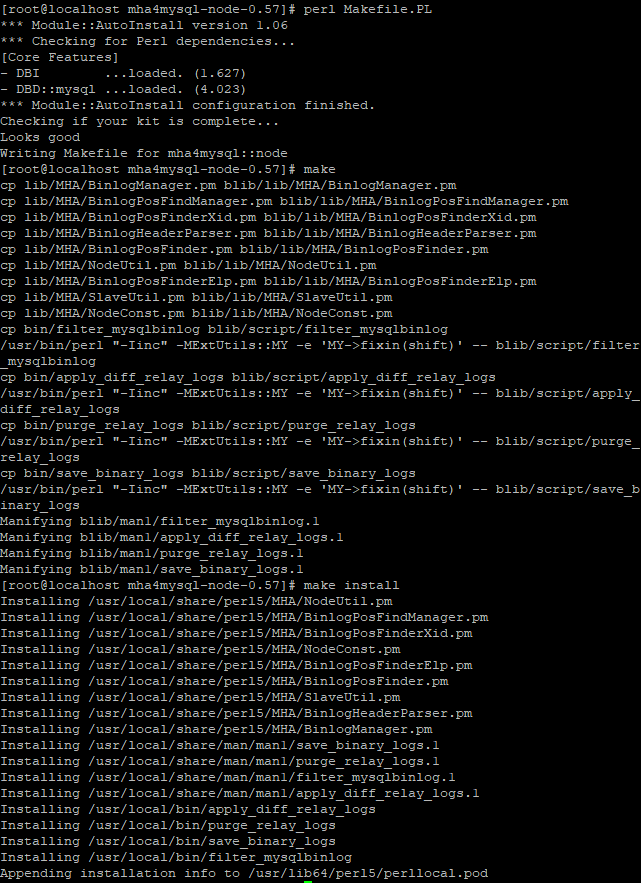 [root@localhost mha4mysql-node-0.57]# perl Makefile.PL
*** Module::AutoInstall version 1.06
*** Checking for Perl dependencies...
[Core Features]
- DBI        ...loaded. (1.627)
- DBD::mysql ...loaded. (4.023)
*** Module::AutoInstall configuration finished.
Checking if your kit is complete...
Looks good
Writing Makefile for mha4mysql::node
[root@localhost mha4mysql-node-0.57]# make
cp lib/MHA/BinlogManager.pm blib/lib/MHA/BinlogManager.pm
cp lib/MHA/BinlogPosFindManager.pm blib/lib/MHA/BinlogPosFindManager.pm
cp lib/MHA/BinlogPosFinderXid.pm blib/lib/MHA/BinlogPosFinderXid.pm
cp lib/MHA/BinlogHeaderParser.pm blib/lib/MHA/BinlogHeaderParser.pm
cp lib/MHA/BinlogPosFinder.pm blib/lib/MHA/BinlogPosFinder.pm
cp lib/MHA/NodeUtil.pm blib/lib/MHA/NodeUtil.pm
cp lib/MHA/BinlogPosFinderElp.pm blib/lib/MHA/BinlogPosFinderElp.pm
cp lib/MHA/SlaveUtil.pm blib/lib/MHA/SlaveUtil.pm
cp lib/MHA/NodeConst.pm blib/lib/MHA/NodeConst.pm
cp bin/filter_mysqlbinlog blib/script/filter_mysqlbinlog
/usr/bin/perl "-Iinc" -MExtUtils::MY -e 'MY->fixin(shift)' -- blib/script/filter
_mysqlbinlog
cp bin/apply_diff_relay_logs blib/script/apply_diff_relay_logs
/usr/bin/perl "-Iinc" -MExtUtils::MY -e 'MY->fixin(shift)' -- blib/script/apply_
diff_relay_logs
cp bin/purge_relay_logs blib/script/purge_relay_logs
/usr/bin/perl "-Iinc" -MExtUtils::MY -e 'MY->fixin(shift)' -- blib/script/purge_
relay_logs
cp bin/save_binary_logs blib/script/save_binary_logs
/usr/bin/perl "-Iinc" -MExtUtils::MY -e 'MY->fixin(shift)' -- blib/script/save_b
inary_logs
Manifying blib/man1/filter_mysqlbinlog.1
Manifying blib/man1/apply_diff_relay_logs.1
Manifying blib/man1/purge_relay_logs.1
Manifying blib/man1/save_binary_logs.1
[root@localhost mha4mysql-node-0.57]# make install
Installing /usr/local/share/perl5/MHA/NodeUtil.pm
Installing /usr/local/share/perl5/MHA/BinlogPosFindManager.pm
Installing /usr/local/share/perl5/MHA/BinlogPosFinderXid.pm
Installing /usr/local/share/perl5/MHA/NodeConst.pm
Installing /usr/local/share/perl5/MHA/BinlogPosFinderElp.pm
Installing /usr/local/share/perl5/MHA/BinlogPosFinder.pm
Installing /usr/local/share/perl5/MHA/SlaveUtil.pm
Installing /usr/local/share/perl5/MHA/BinlogHeaderParser.pm
Installing /usr/local/share/perl5/MHA/BinlogManager.pm
Installing /usr/local/share/man/man1/save_binary_logs.1
Installing /usr/local/share/man/man1/purge_relay_logs.1
Installing /usr/local/share/man/man1/filter_mysqlbinlog.1
Installing /usr/local/share/man/man1/apply_diff_relay_logs.1
Installing /usr/local/bin/apply_diff_relay_logs
Installing /usr/local/bin/purge_relay_logs
Installing /usr/local/bin/save_binary_logs
Installing /usr/local/bin/filter_mysqlbinlog
Appending installation info to /usr/lib64/perl5/perllocal.pod